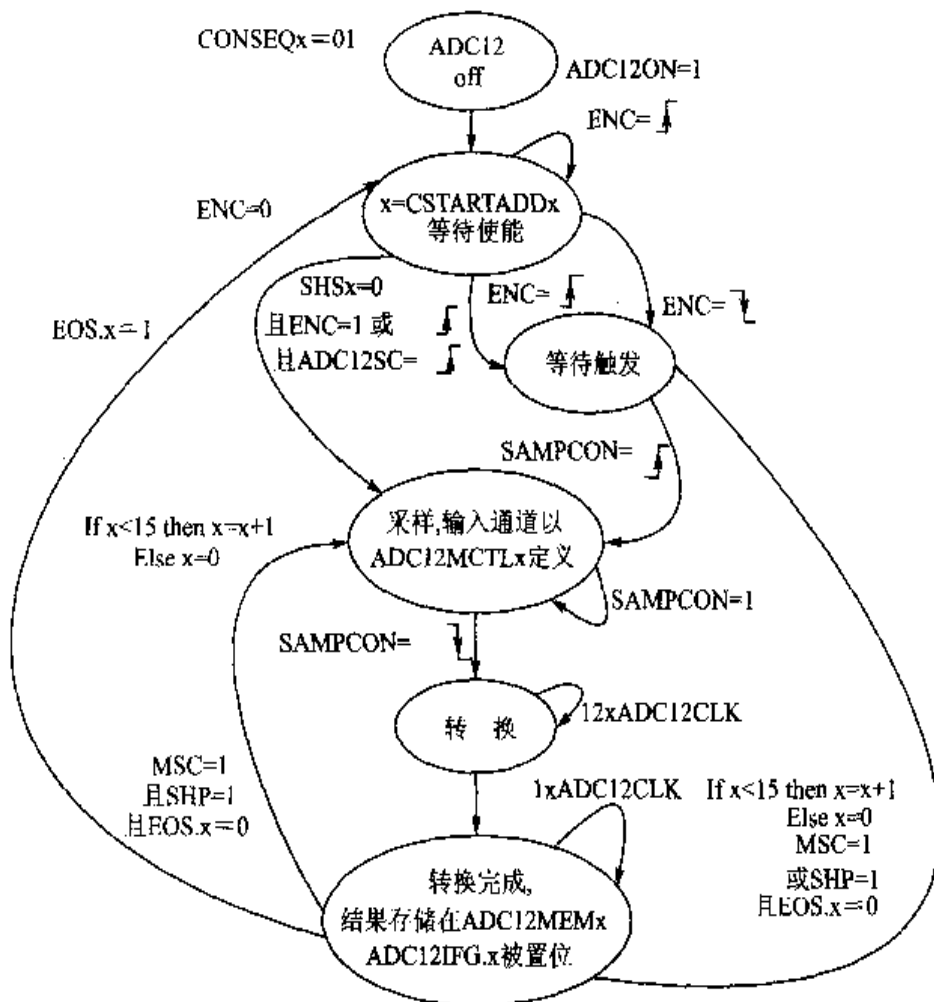 CONSEQx=01
ADC12
off
ADC12ON=1
ENC=
ENC=0
x=CSTARTADDx
等待使能
SHSx=0
且ENC=1 或
且ADC12SC=
ENC=
ENC=
EOS.x=1
等待触发
SAMPCON=
If x<15 then x=x+1
Else x=0
采样,输入通道以
ADC12MCTLx定义
SAMPCON=1
SAMPCON=
转 换
12xADC12CLK
MSC=1
且SHP=1
且EOS.x=0
1xADC12CLK
If x<15 then x=x+1
Else x=0
MSC=1
或SHP=1
且EOS.x=0
转换完成,
结果存储在ADC12MEMx
ADC12IFG.x被置位